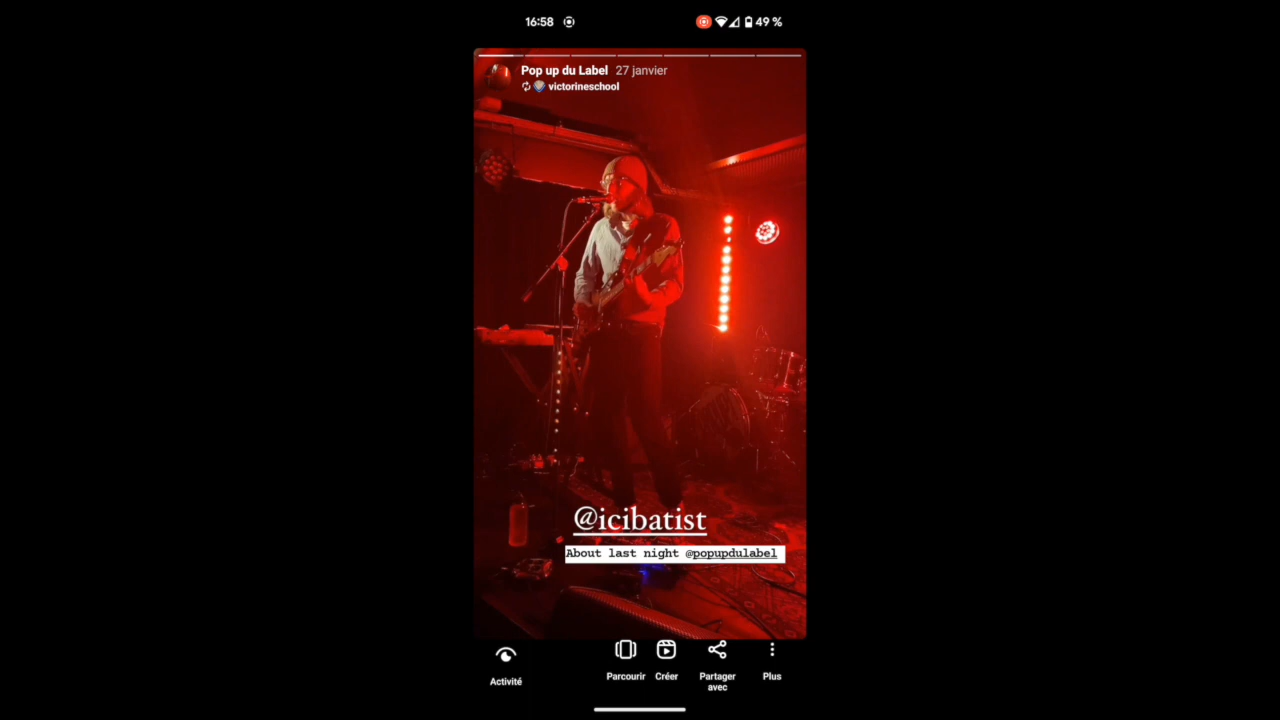 16:58
49 %
Pop up du Label 27 janvier
victorineschool
@icibatist
About last night @popupdulabel
Activité
Parcourir
Créer
Partager avec
Plus